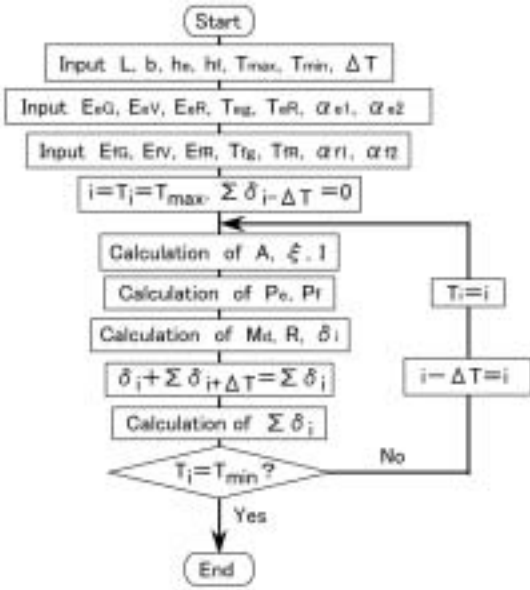 Start
Input L, b, he, hf, Tmax, Tmin, ΔT
Input EeG, EeV, EeR, Teg, TeR, αe1, αe2
Input EfG, EfV, EfR, Tfg, TfR, αf1, αf2
i=Ti=Tmax. Σδi-ΔT=0
Calculation of A, ξ, I
Calculation of Pe, Pf
Calculation of Md, R, δi
δi+Σδi+ΔT=Σδi
Calculation of Σδi
Ti=Tmin?
No
i-ΔT=i
Ti=i
Yes
End